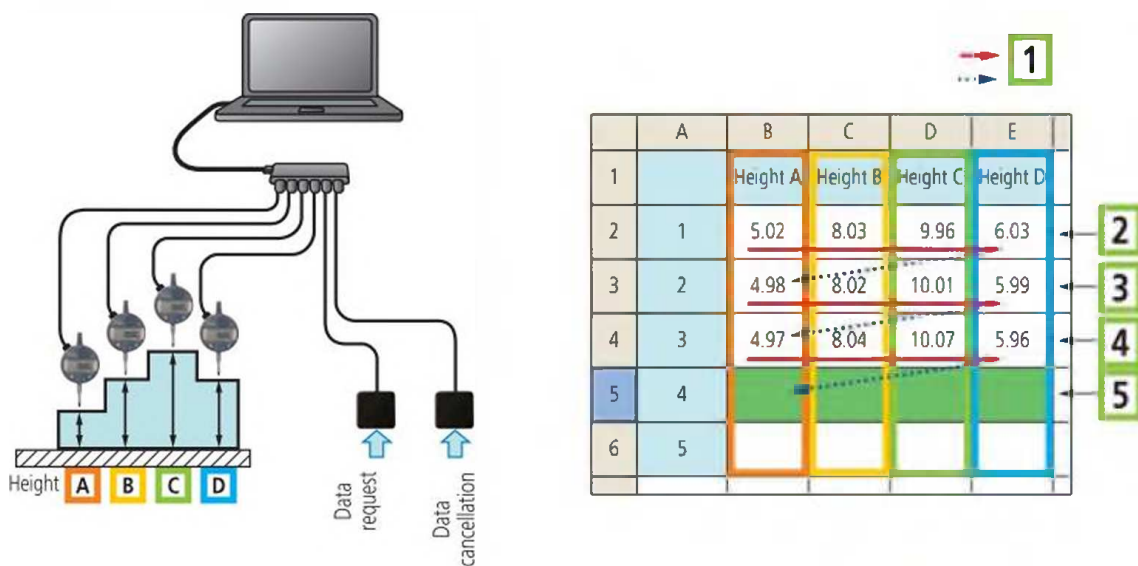 Height A B C D
Data request
Data cancellation
1
A B C D E
1 Height A Height B Height C Height D
2 1 5.02 8.03 9.96 6.03 2
3 2 4.98 8.02 10.01 5.99 3
4 3 4.97 8.04 10.07 5.96 4
5 4 5
6 5